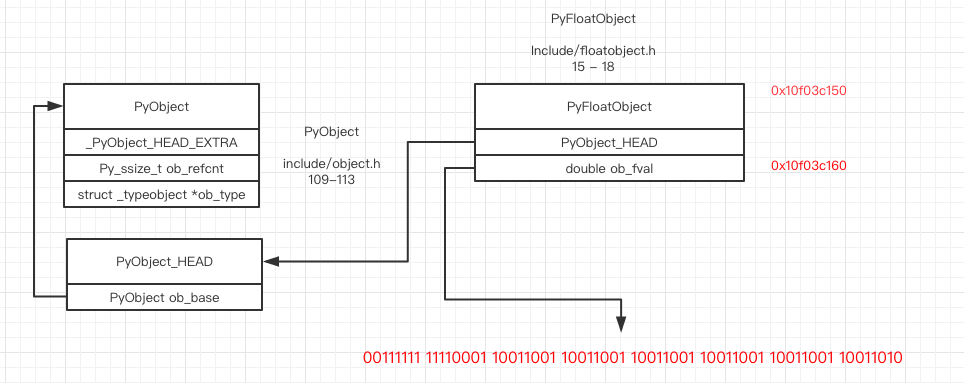 PyFloatObject
Include/floatobject.h
15 – 18
PyObject
_PyObject_HEAD_EXTRA
Py_ssize_t ob_refcnt
struct _typeobject *ob_type
PyObject
include/object.h
109–113
PyFloatObject
PyObject_HEAD
double ob_fval
0x10f03c150
0x10f03c160
PyObject_HEAD
PyObject ob_base
00111111 11110001 10011001 10011001 10011001 10011001 10011001 10011010